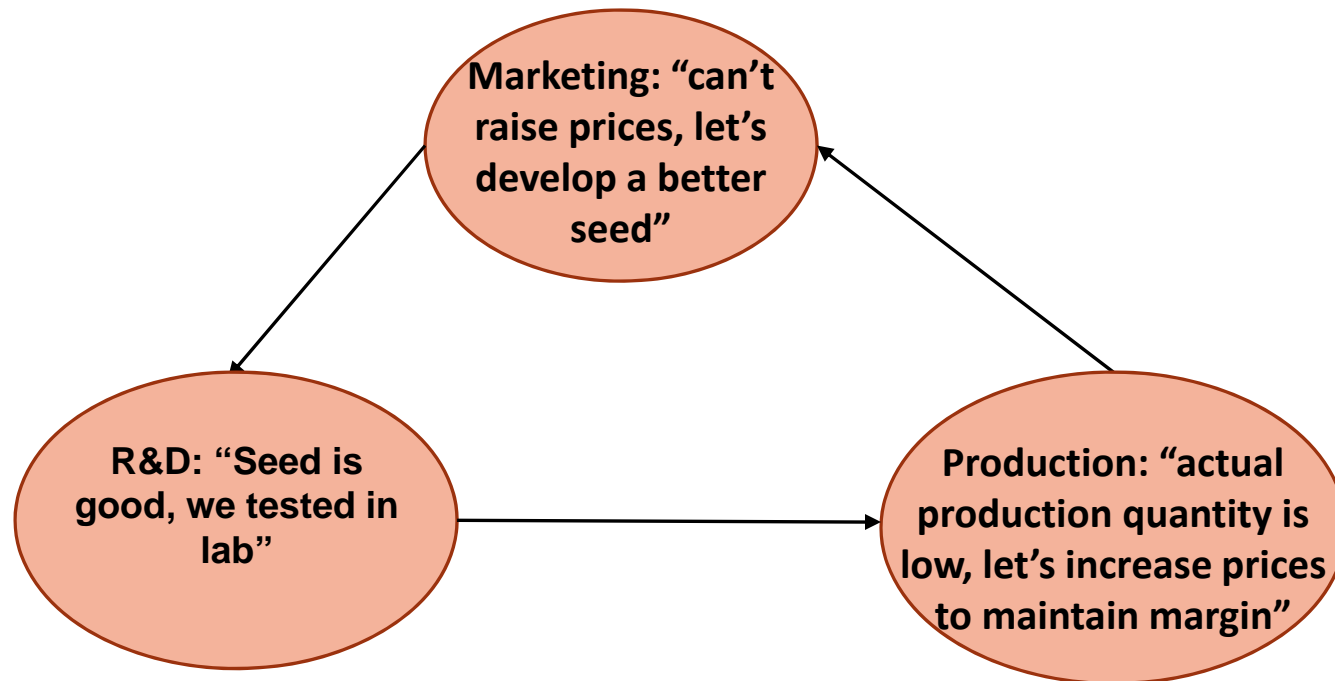 Marketing: “can’t
raise prices, let’s
develop a better
seed”
R&D: “Seed is
good, we tested in
lab”
Production: “actual
production quantity is
low, let’s increase prices
to maintain margin”